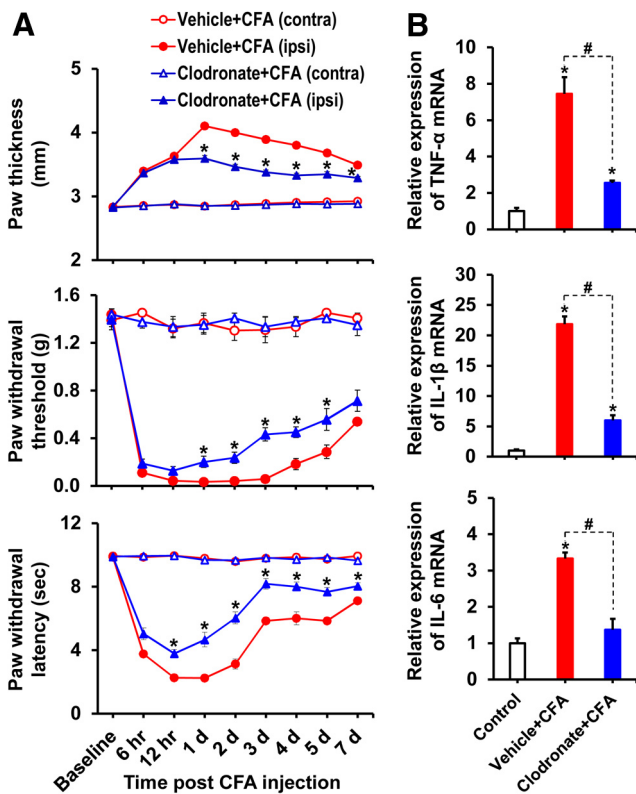 A
Vehicle+CFA (contra)
Vehicle+CFA (ipsi)
Clodronate+CFA (contra)
Clodronate+CFA (ipsi)
Paw thickness
(mm)
5
4
3
2
* * * * * *
Paw withdrawal
threshold (g)
1.6
1.2
0.8
0.4
0.0
* * * * *
Paw withdrawal
latency (sec)
12
8
4
0
* * * * * * * *
Baseline
6 hr
12 hr
1 d
2 d
3 d
4 d
5 d
7 d
Time post CFA injection
B
Relative expression
of TNF-α mRNA
10
8
6
4
2
0
#
*
*
Relative expression
of IL-1β mRNA
30
25
20
15
10
5
0
#
*
*
Relative expression
of IL-6 mRNA
5
4
3
2
1
0
#
*
Control
Vehicle+CFA
Clodronate+CFA